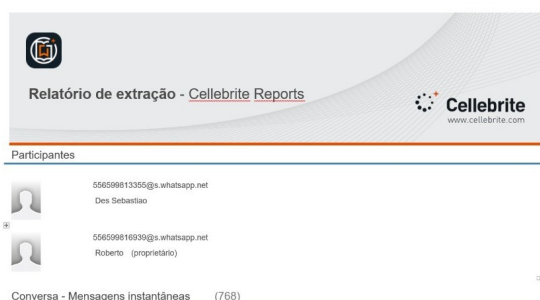 Relatório de extração - Cellebrite Reports
Cellebrite
www.cellebrite.com
Participantes
556599813355@s.whatsapp.net
Des Sebastiao
556599816939@s.whatsapp.net
Roberto (proprietário)
Conversa - Mensagens instantâneas (768)